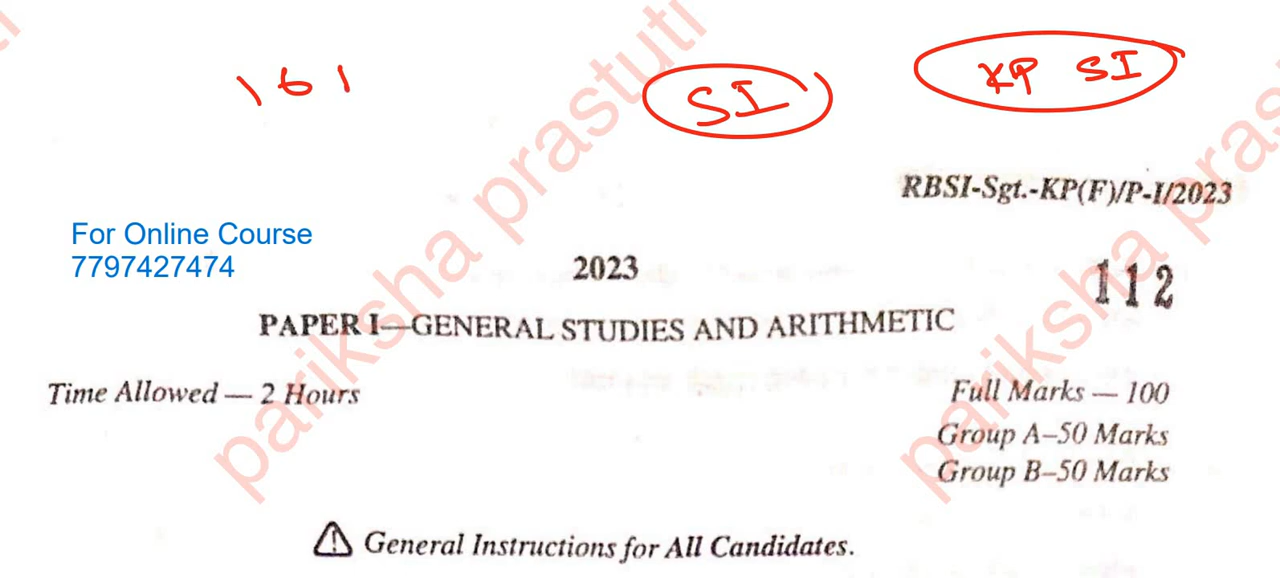 161
SI
KP SI
RBSI-Sgt.-KP(F)/P-I/2023
For Online Course
7797427474
2023
112
PAPER I—GENERAL STUDIES AND ARITHMETIC
Time Allowed — 2 Hours
Full Marks — 100
Group A–50 Marks
Group B–50 Marks
General Instructions for All Candidates.
pariksha prastuti
pariksha prastuti